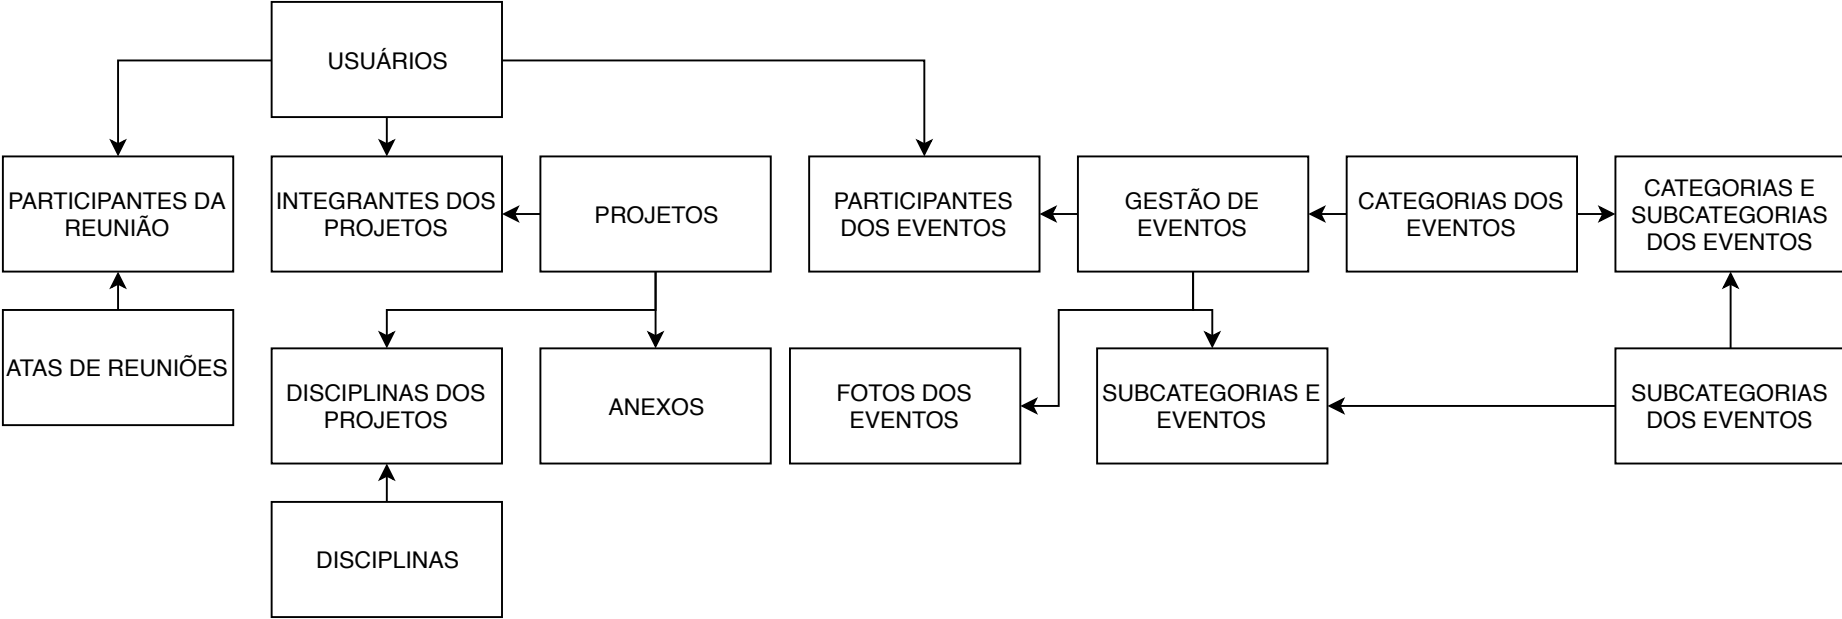 USUÁRIOS
PARTICIPANTES DA
REUNIÃO
INTEGRANTES DOS
PROJETOS
PROJETOS
PARTICIPANTES
DOS EVENTOS
GESTÃO DE
EVENTOS
CATEGORIAS DOS
EVENTOS
CATEGORIAS E
SUBCATEGORIAS
DOS EVENTOS
ATAS DE REUNIÕES
DISCIPLINAS DOS
PROJETOS
ANEXOS
FOTOS DOS
EVENTOS
SUBCATEGORIAS E
EVENTOS
SUBCATEGORIAS
DOS EVENTOS
DISCIPLINAS